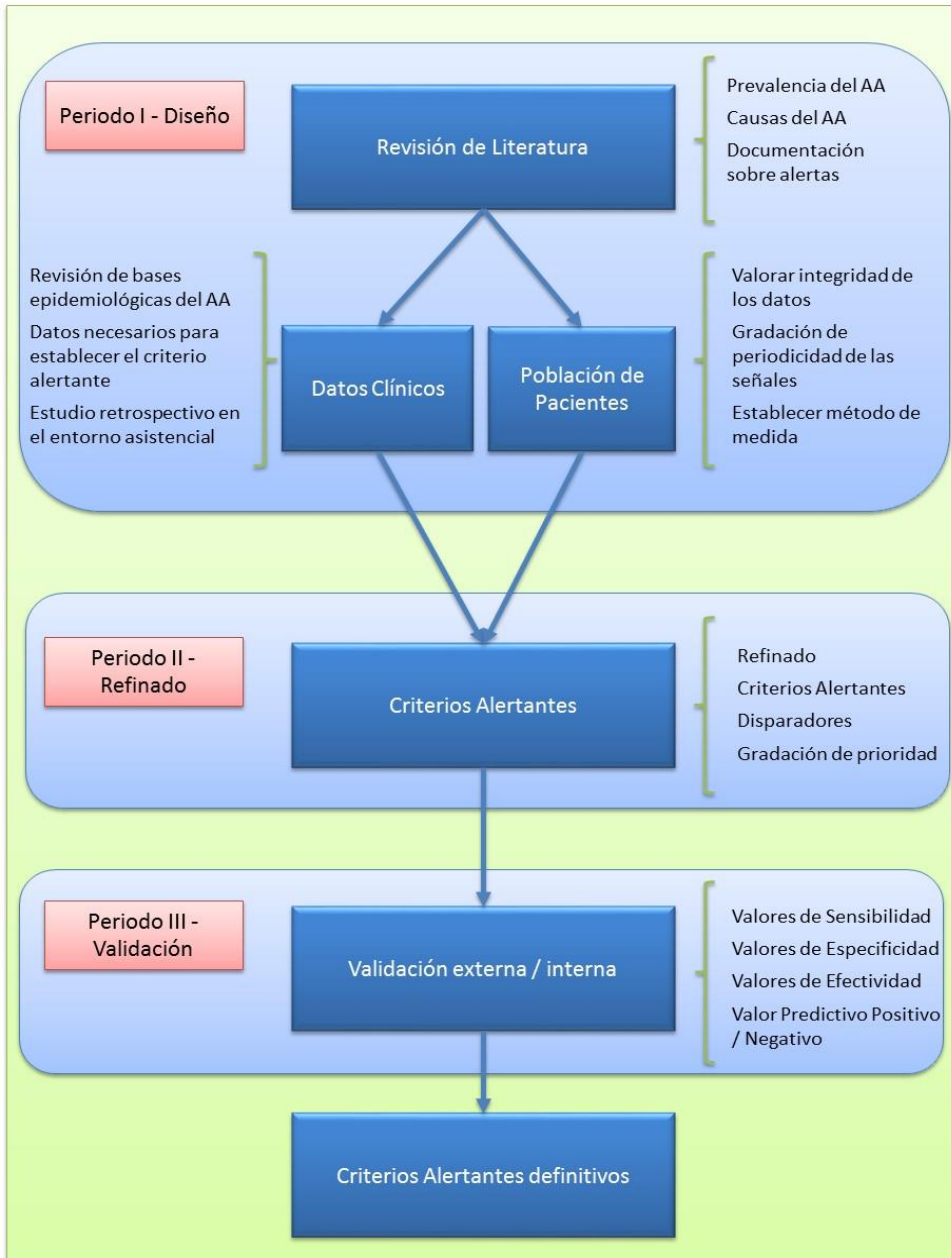 Periodo I - Diseño
Revisión de Literatura
Prevalencia del AA
Causas del AA
Documentación
sobre alertas
Revisión de bases
epidemiológicas del AA
Datos necesarios para
establecer el criterio
alertante
Estudio retrospectivo en
el entorno asistencial
Datos Clínicos
Población de
Pacientes
Valorar integridad de
los datos
Gradación de
periodicidad de las
señales
Establecer método de
medida
Periodo II -
Refinado
Criterios Alertantes
Refinado
Criterios Alertantes
Disparadores
Gradación de prioridad
Periodo III -
Validación
Validación externa / interna
Valores de Sensibilidad
Valores de Especificidad
Valores de Efectividad
Valor Predictivo Positivo
/ Negativo
Criterios Alertantes definitivos